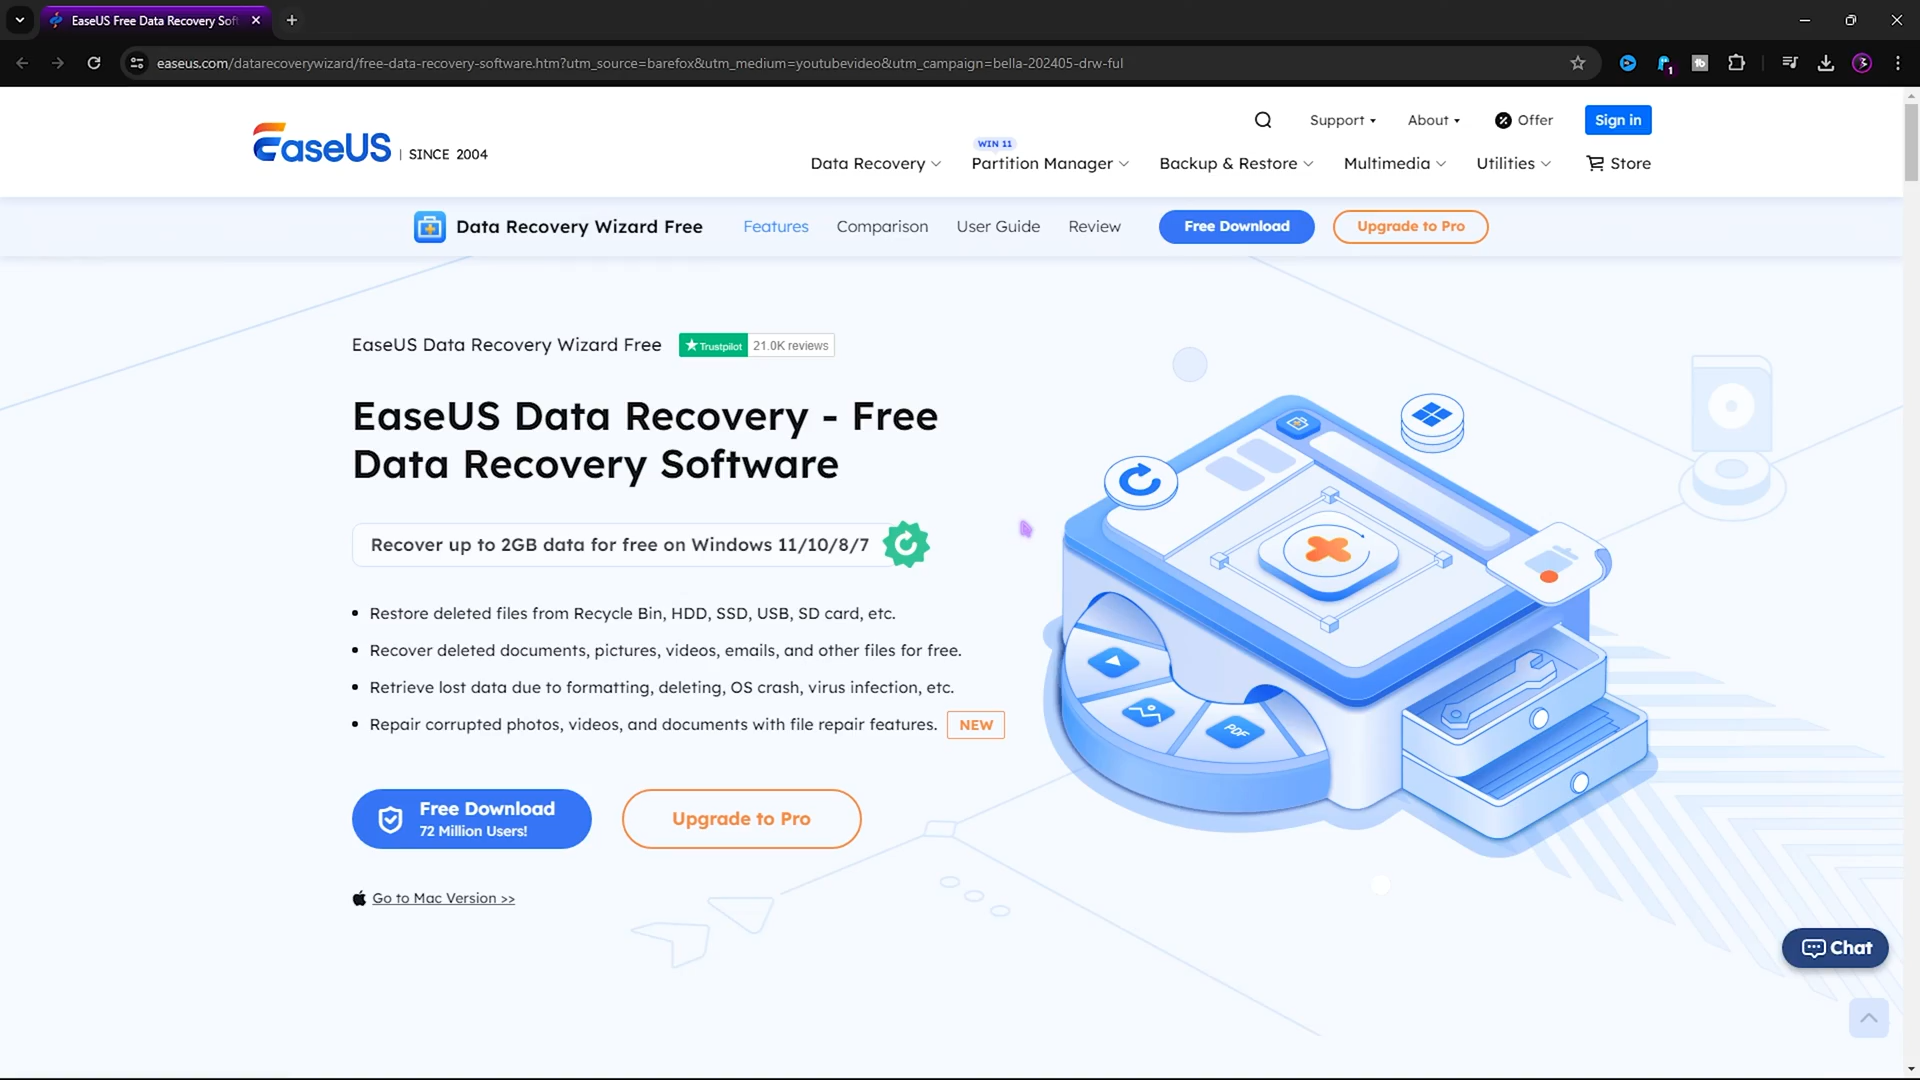 EaseUS Free Data Recovery Soft
easeus.com/datarecoverywizard/free-data-recovery-software.htm?utm_source=barefox&utm_medium=youtubevideo&utm_campaign=bella-202405-drw-ful
1
EaseUS | SINCE 2004
Support About Offer Sign in
WIN 11
Data Recovery Partition Manager Backup & Restore Multimedia Utilities Store
Data Recovery Wizard Free Features Comparison User Guide Review Free Download Upgrade to Pro
EaseUS Data Recovery Wizard Free Trustpilot 21.0K reviews
EaseUS Data Recovery - Free
Data Recovery Software
Recover up to 2GB data for free on Windows 11/10/8/7
• Restore deleted files from Recycle Bin, HDD, SSD, USB, SD card, etc.
• Recover deleted documents, pictures, videos, emails, and other files for free.
• Retrieve lost data due to formatting, deleting, OS crash, virus infection, etc.
• Repair corrupted photos, videos, and documents with file repair features. NEW
PDF
Free Download
72 Million Users!
Upgrade to Pro
Go to Mac Version >>
Chat